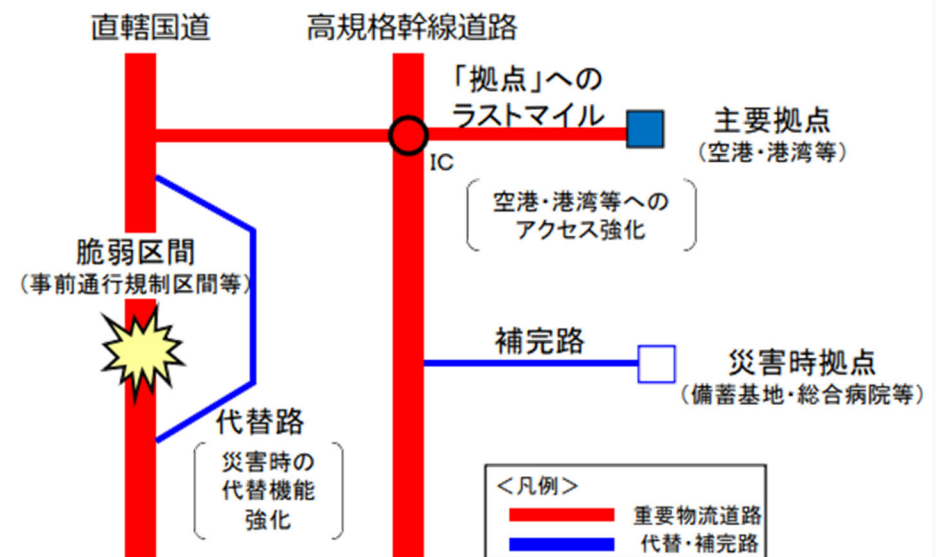 直轄国道
高規格幹線道路
「拠点」への
ラストマイル
主要拠点
（空港・港湾等）
IC
空港・港湾等への
アクセス強化
脆弱区間
（事前通行規制区間等）
補完路
災害時拠点
（備蓄基地・総合病院等）
代替路
災害時の
代替機能
強化
＜凡例＞
重要物流道路
代替・補完路